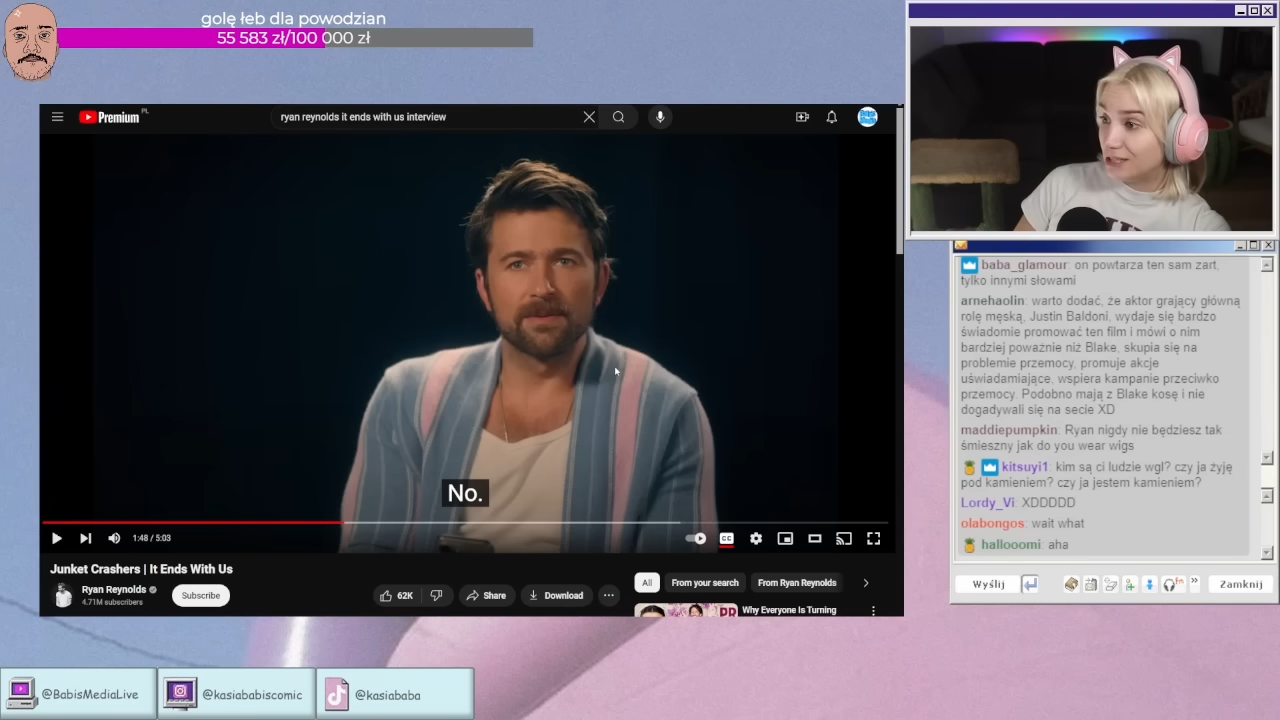 golę łeb dla powodzian
55 583 zł/100 000 zł
Premium PL
ryan reynolds it ends with us interview
No.
1:48 / 5:03
CC
Junket Crashers | It Ends With Us
Ryan Reynolds
4.71M subscribers
Subscribe
62K
Share
Download
All
From your search
From Ryan Reynolds
PR
Why Everyone Is Turning
baba_glamour: on powtarza ten sam zart,
tylko innymi słowami
arnehaolin: warto dodać, że aktor grający główną
rolę męską, Justin Baldoni, wydaje się bardzo
świadomie promować ten film i mówi o nim
bardziej poważnie niż Blake, skupia się na
problemie przemocy, promuje akcje
uświadamiające, wspiera kampanie przeciwko
przemocy. Podobno mają z Blake kosę i nie
dogadywali się na secie XD
maddiepumpkin: Ryan nigdy nie będziesz tak
śmieszny jak do you wear wigs
kitsuyi1: kim są ci ludzie wgl? czy ja żyję
pod kamieniem? czy ja jestem kamieniem?
Lordy_Vi: XDDDDD
olabongos: wait what
hallooomi: aha
Wyślij
fn
Zamknij
@BabisMediaLive
@kasiababiscomic
@kasiababa